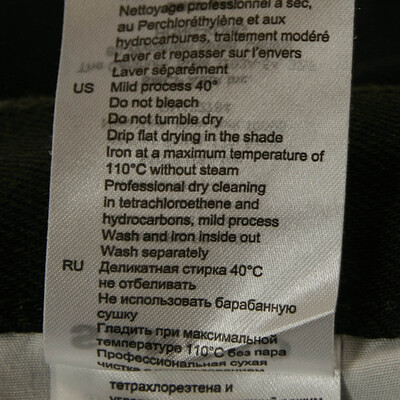 Nettoyage professionnel à sec,
au Perchloréthylène et aux
hydrocarbures, traitement modéré
Laver et repasser sur l'envers
Laver séparément
US Mild process 40°
Do not bleach
Do not tumble dry
Drip flat drying in the shade
Iron at a maximum temperature of
110°C without steam
Professional dry cleaning
in tetrachloroethene and
hydrocarbons, mild process
Wash and iron inside out
Wash separately
RU Деликатная стирка 40°C
не отбеливать
Не использовать барабанную
сушку
Гладить при максимальной
температуре 110°C без пара
Профессиональная сухая
чистка с использованием
тетрахлорезтена и